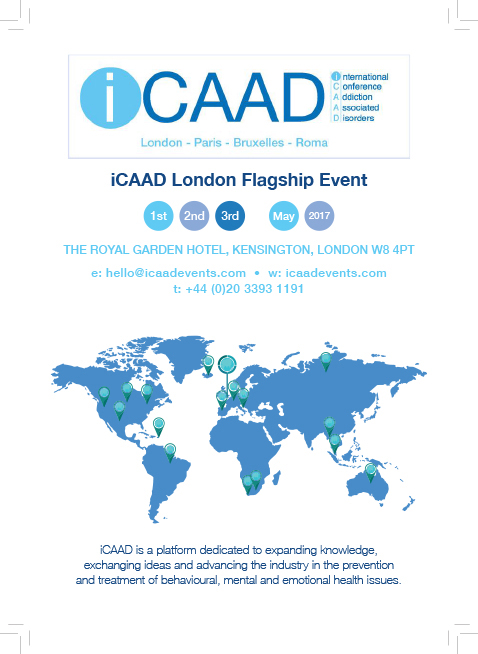 iCAAD
International
Conference
Addiction
Associated
Disorders
London - Paris - Bruxelles - Roma
iCAAD London Flagship Event
1st 2nd 3rd May 2017
THE ROYAL GARDEN HOTEL, KENSINGTON, LONDON W8 4PT
e: hello@icaadevents.com • w: icaadevents.com
t: +44 (0)20 3393 1191
iCAAD is a platform dedicated to expanding knowledge,
exchanging ideas and advancing the industry in the prevention
and treatment of behavioural, mental and emotional health issues.